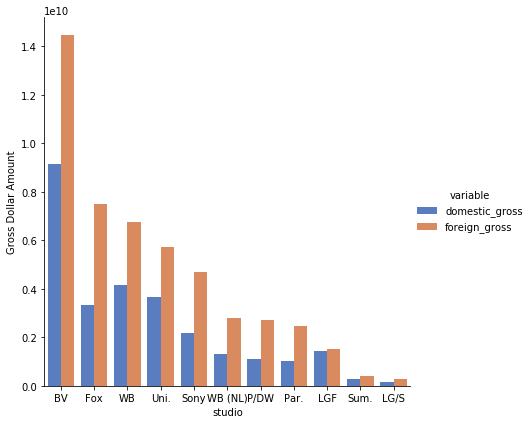 1e10
1.4
1.2
1.0
0.8
0.6
0.4
0.2
0.0
Gross Dollar Amount
BV Fox WB Uni. Sony WB (NL) P/DW Par. LGF Sum. LG/S
studio
variable
domestic_gross
foreign_gross